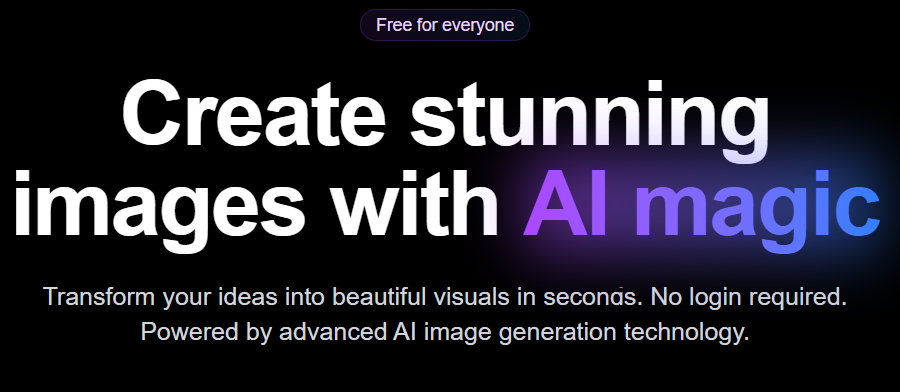 Free for everyone
Create stunning
images with AI magic
Transform your ideas into beautiful visuals in seconds. No login required.
Powered by advanced AI image generation technology.